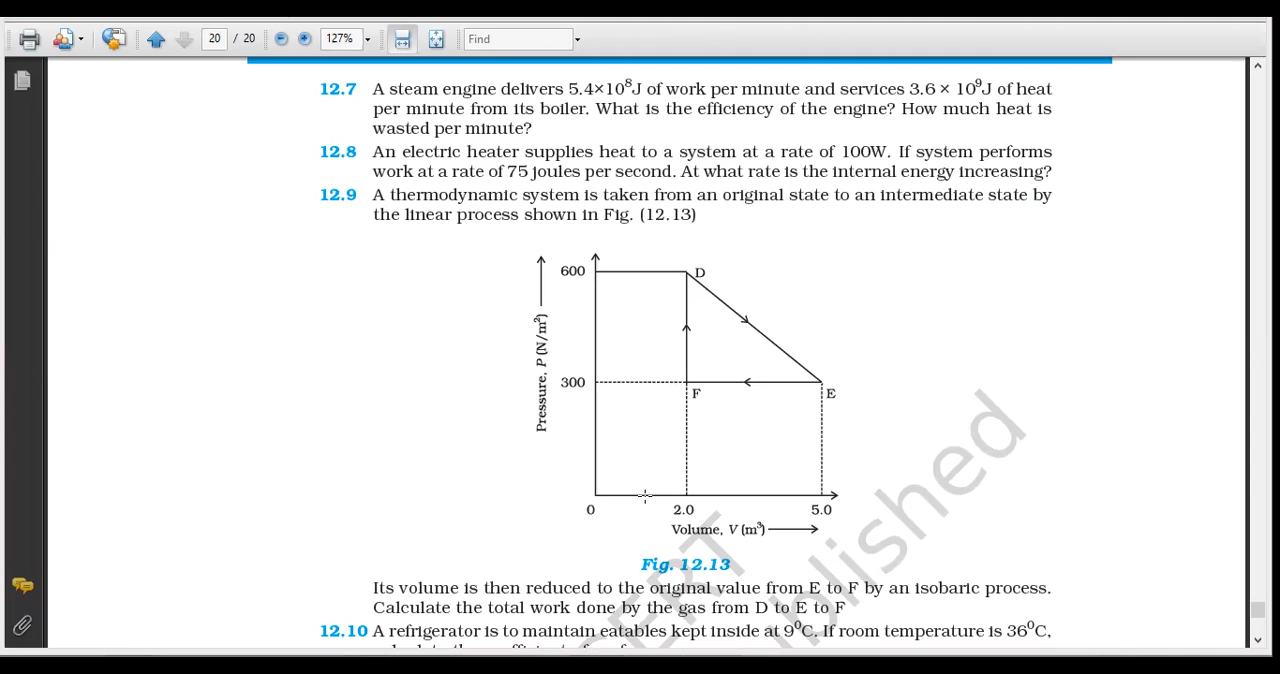 20 / 20 127% Find
12.7 A steam engine delivers 5.4×10⁸J of work per minute and services 3.6 × 10⁹J of heat
per minute from its boiler. What is the efficiency of the engine? How much heat is
wasted per minute?
12.8 An electric heater supplies heat to a system at a rate of 100W. If system performs
work at a rate of 75 joules per second. At what rate is the internal energy increasing?
12.9 A thermodynamic system is taken from an original state to an intermediate state by
the linear process shown in Fig. (12.13)
600
D
Pressure, P (N/m²)
300
F
E
0 2.0 5.0
Volume, V (m³)
Fig. 12.13
Its volume is then reduced to the original value from E to F by an isobaric process.
Calculate the total work done by the gas from D to E to F
12.10 A refrigerator is to maintain eatables kept inside at 9⁰C. If room temperature is 36⁰C,